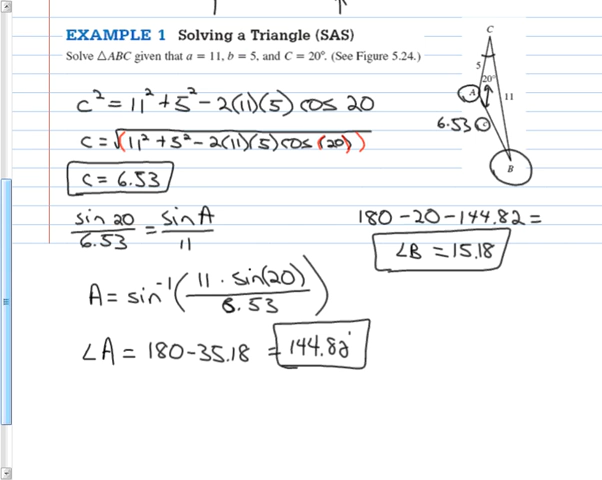 EXAMPLE 1 Solving a Triangle (SAS)
Solve △ABC given that a = 11, b = 5, and C = 20°. (See Figure 5.24.)
C
5
20°
A
11
6.53
c
B
c² = 11² + 5² - 2(11)(5) cos 20
c = √(11² + 5² - 2(11)(5) cos (20))
c = 6.53
sin 20 / 6.53 = sin A / 11
180 - 20 - 144.82 =
∠B = 15.18
A = sin⁻¹(11 · sin(20) / 6.53)
∠A = 180 - 35.18 = 144.82°